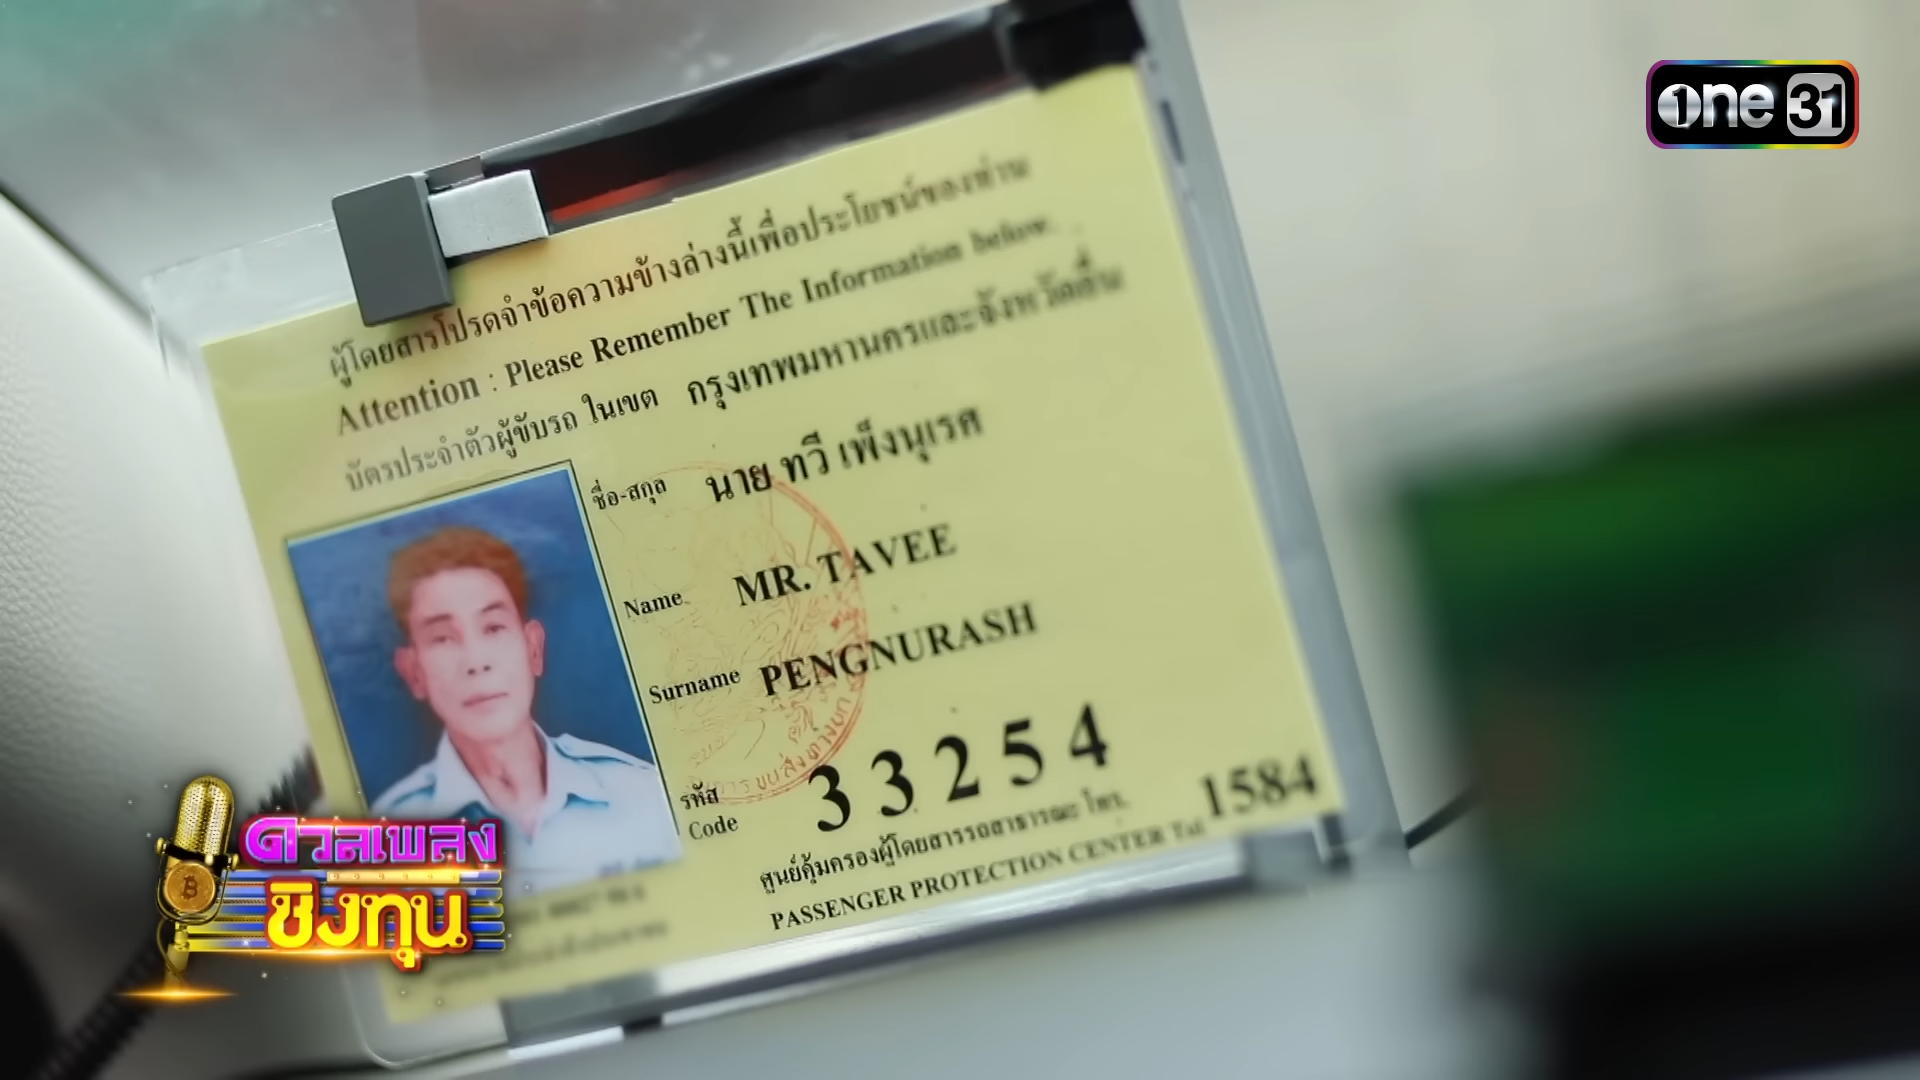 one31
ผู้โดยสารโปรดจำข้อความข้างล่างนี้เพื่อประโยชน์ของท่าน
Attention : Please Remember The Information below.
บัตรประจำตัวผู้ขับรถ ในเขต กรุงเทพมหานครและจังหวัดอื่น
ชื่อ-สกุล นาย ทวี เพ็งนุเรศ
Name MR. TAVEE
Surname PENGNURASH
รหัส
Code 33254
ศูนย์คุ้มครองผู้โดยสารรถสาธารณะ โทร.
PASSENGER PROTECTION CENTER Tel 1584
ดวลเพลง
ชิงทุน